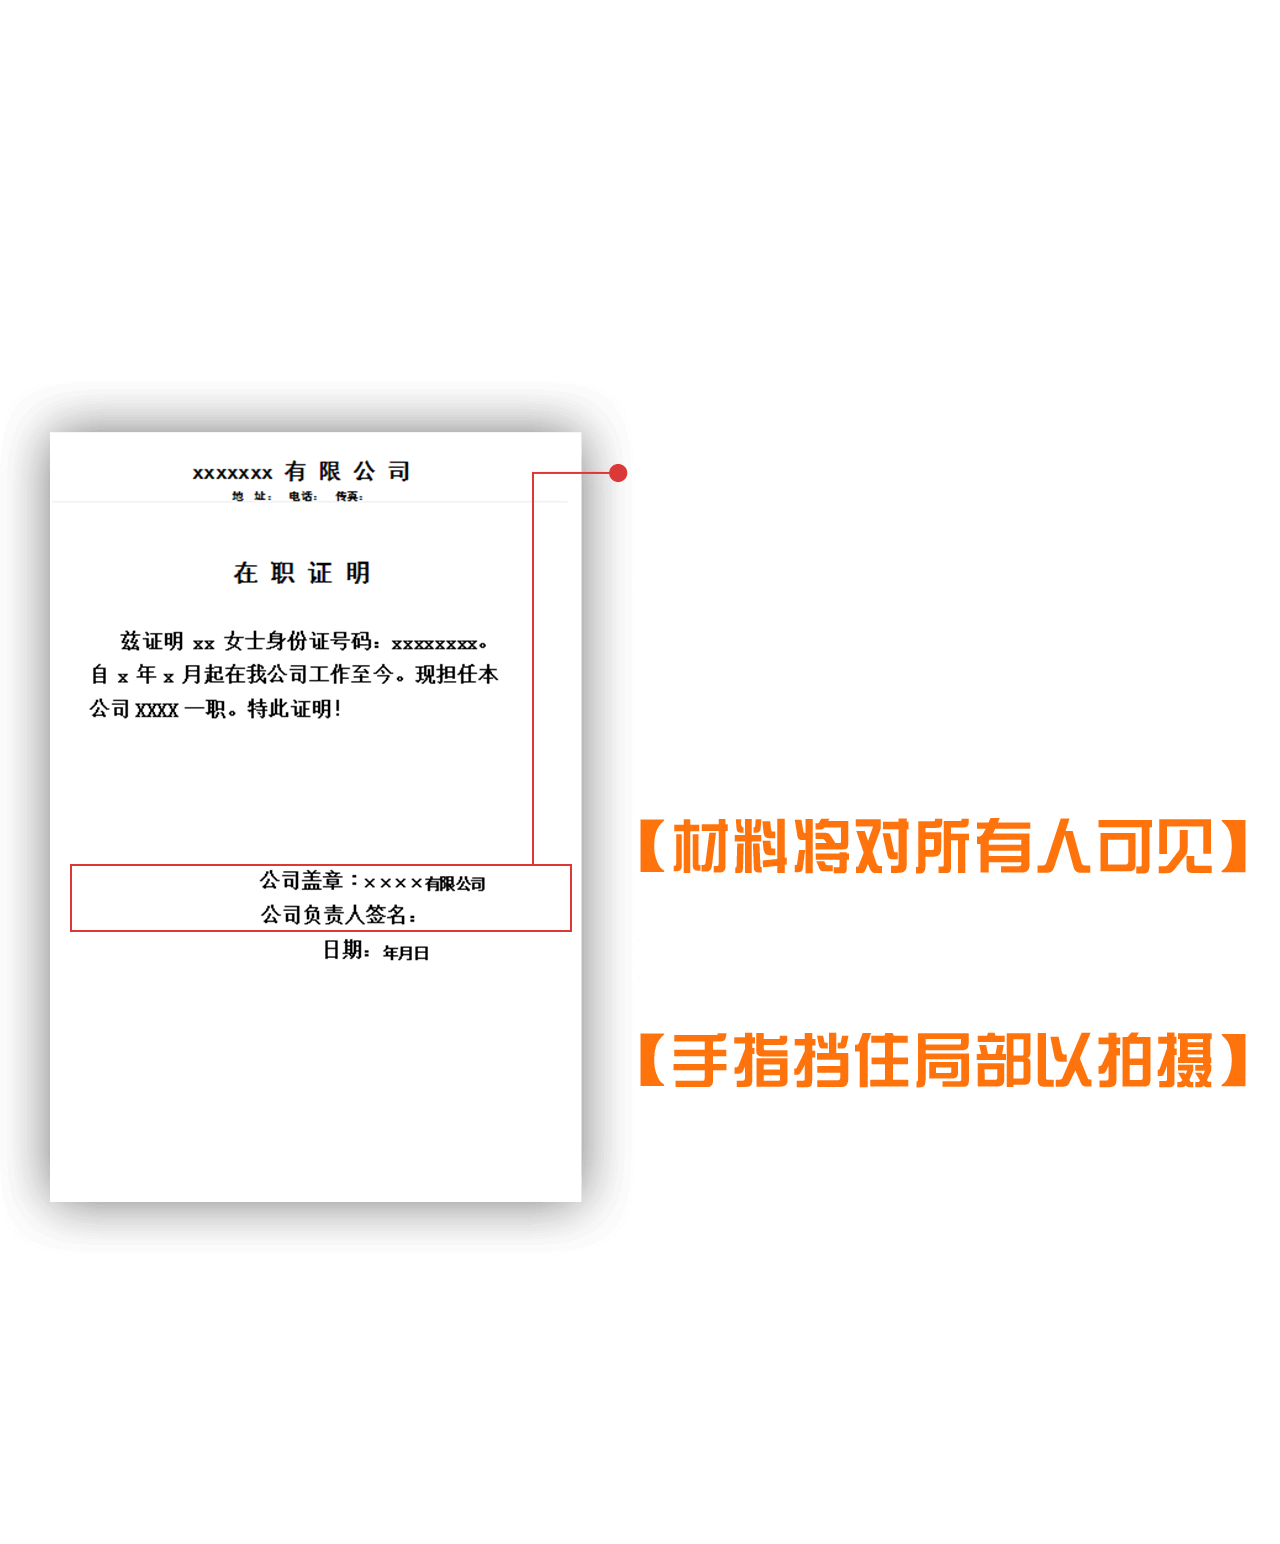 xxxxxxx 有 限 公 司
地 址： 电话： 传真：
在 职 证 明
兹证明 xx 女士身份证号码：xxxxxxxx。
自 x 年 x 月起在我公司工作至今。现担任本
公司 XXXX 一职。特此证明！
公司盖章：××××有限公司
公司负责人签名：
日期： 年月日
【材料将对所有人可见】
【手指挡住局部以拍摄】